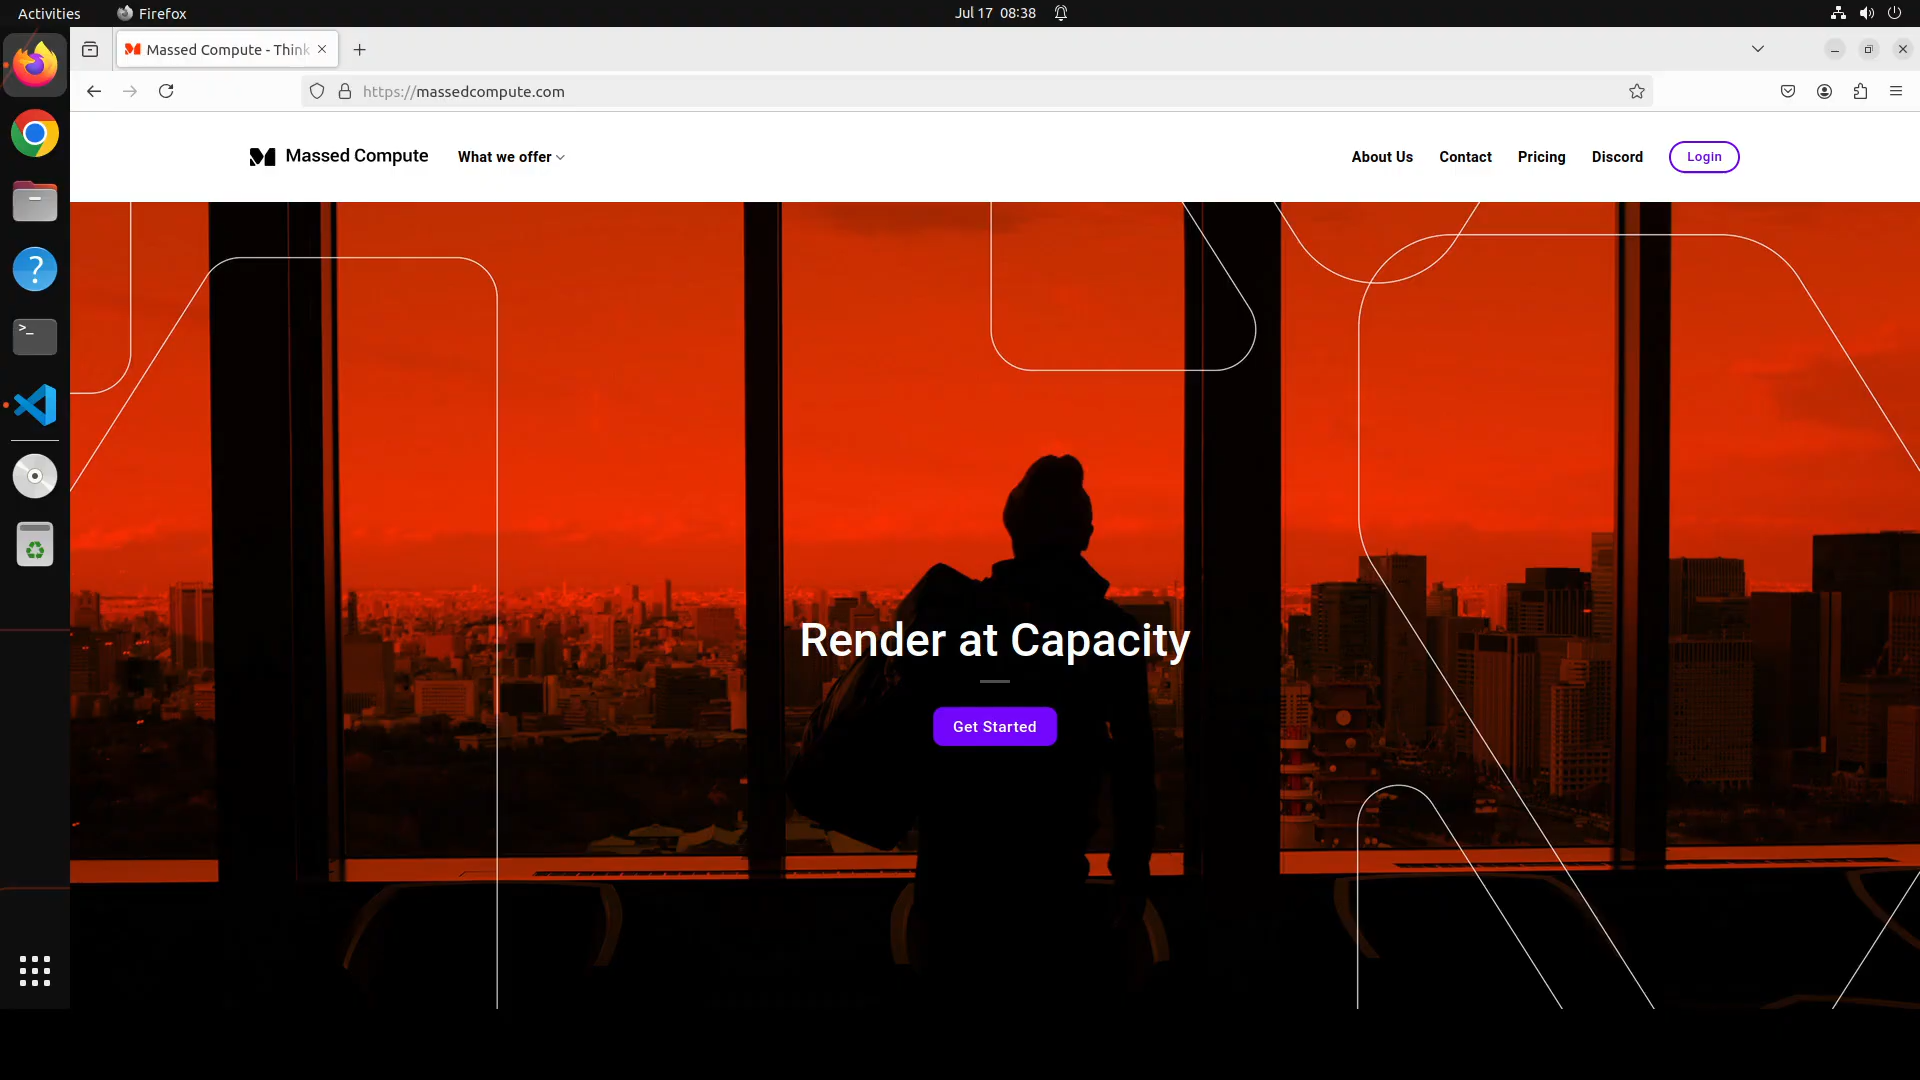 Activities
Firefox
Jul 17 08:38
Massed Compute - Think
https://massedcompute.com
Massed Compute
What we offer
About Us
Contact
Pricing
Discord
Login
Render at Capacity
Get Started